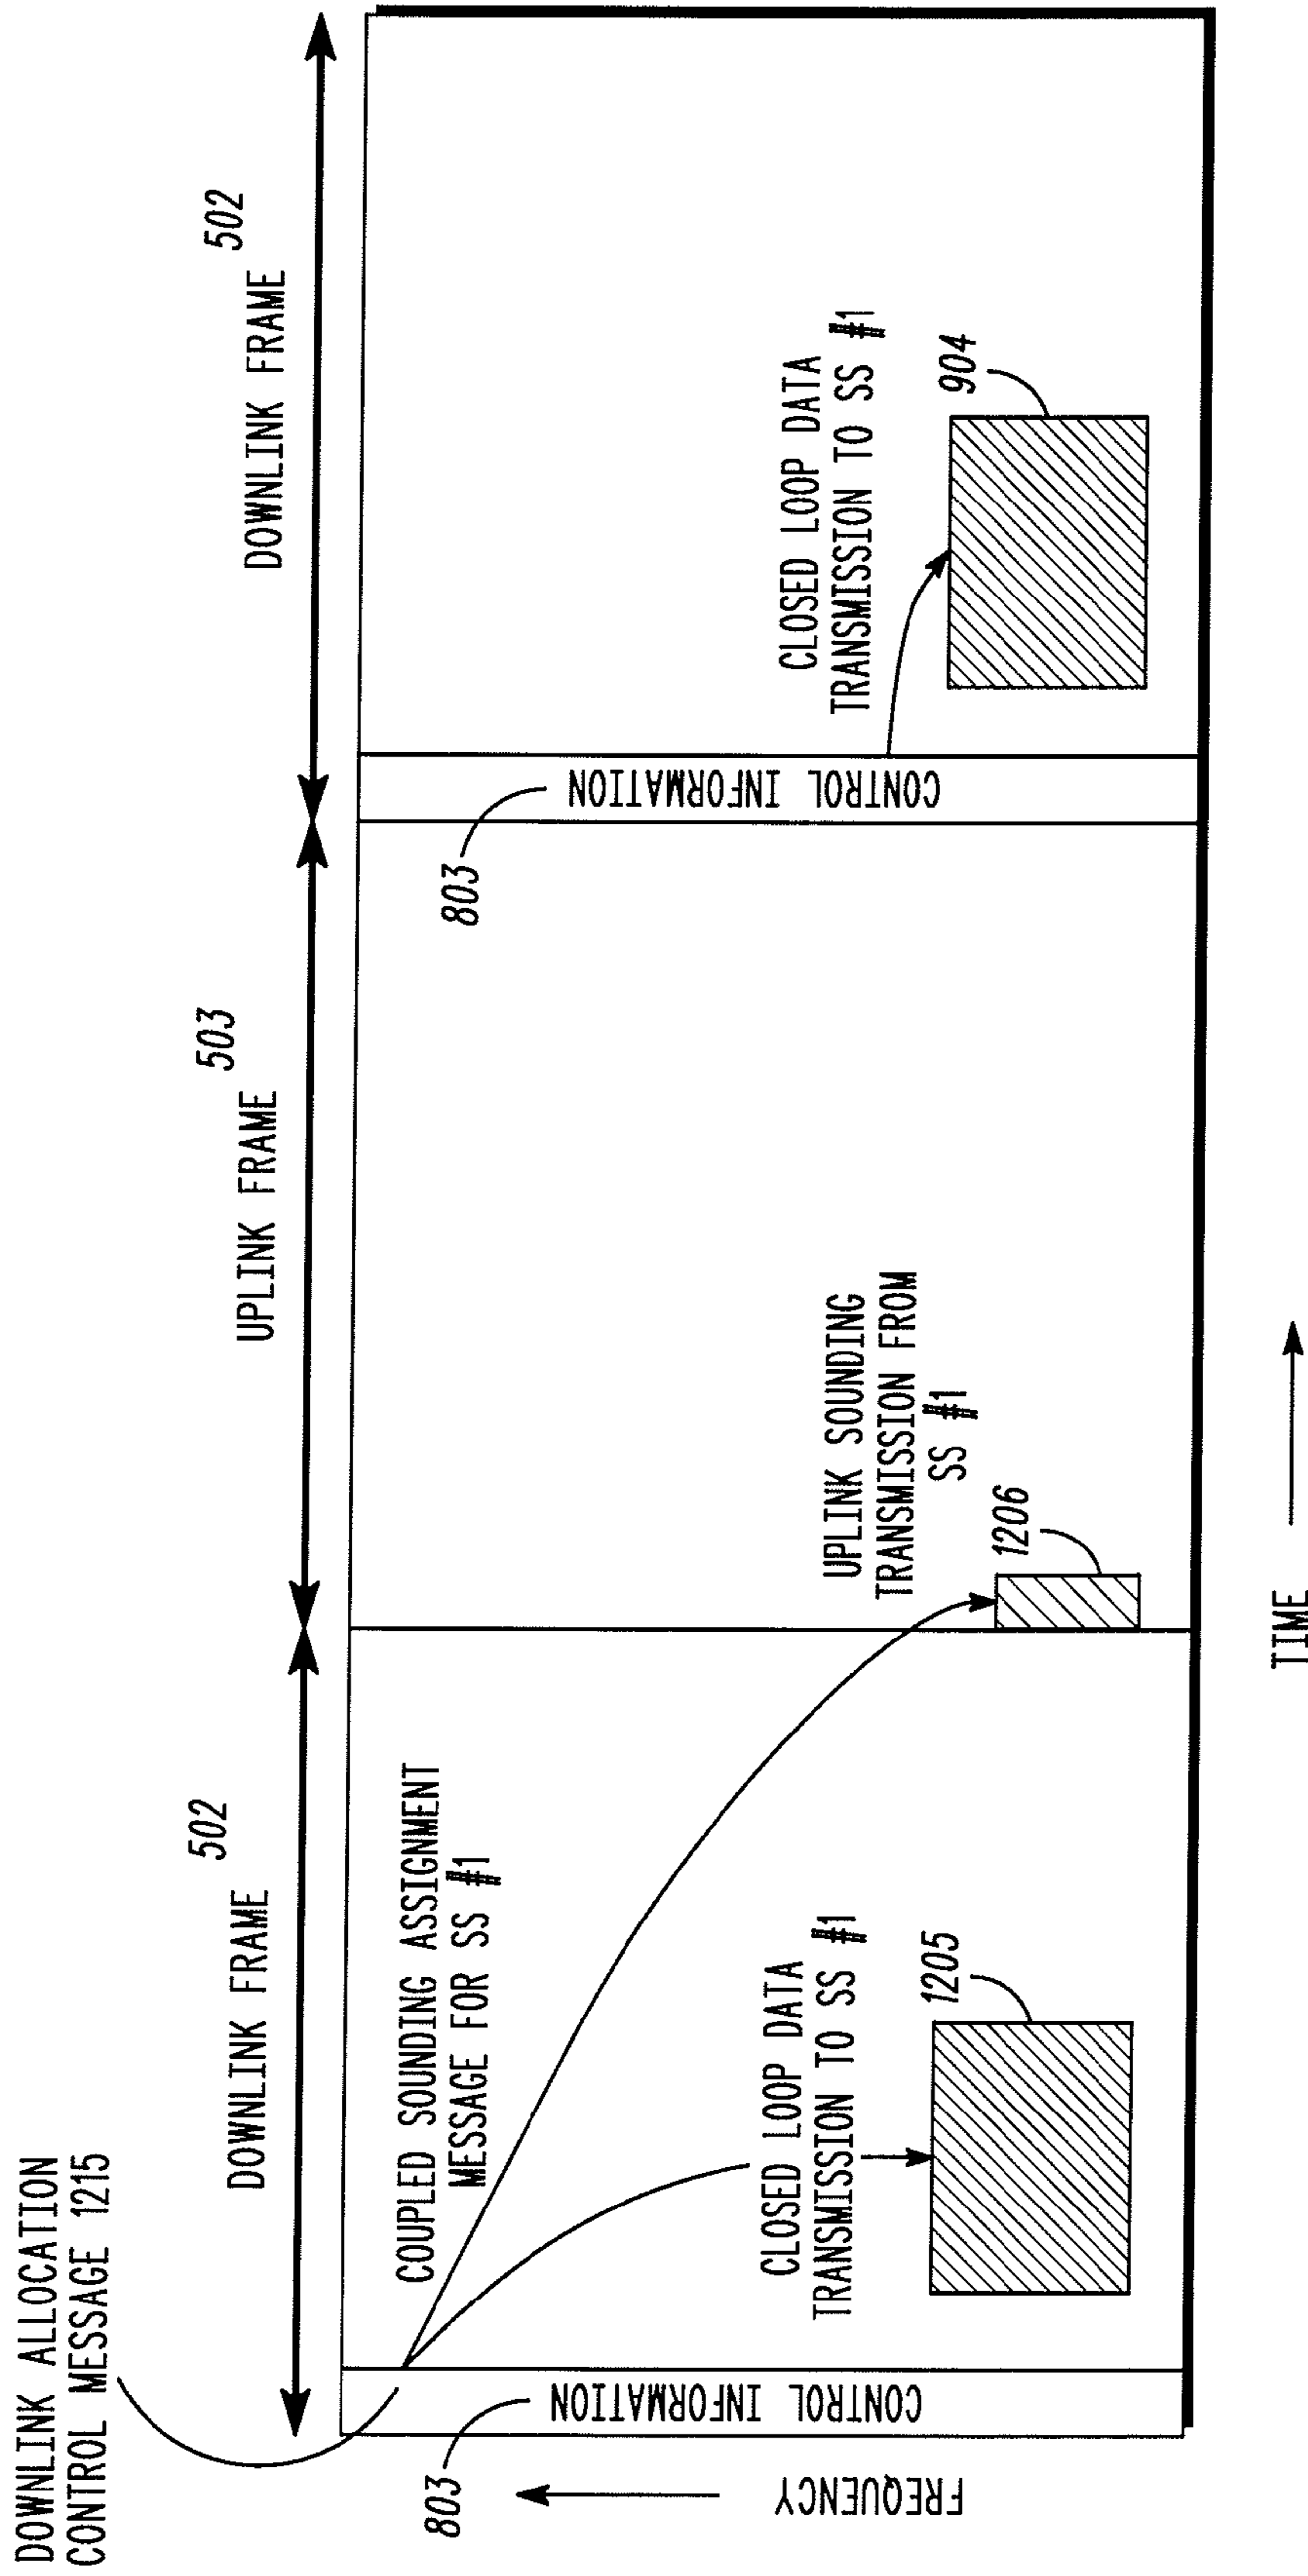 DOWNLINK ALLOCATION
CONTROL MESSAGE 1215
DOWNLINK FRAME
502
UPLINK FRAME
503
DOWNLINK FRAME
502
FREQUENCY
803
CONTROL INFORMATION
COUPLED SOUNDING ASSIGNMENT
MESSAGE FOR SS #1
CLOSED LOOP DATA
TRANSMISSION TO SS #1
1205
UPLINK SOUNDING
TRANSMISSION FROM
SS #1
1206
803
CONTROL INFORMATION
CLOSED LOOP DATA
TRANSMISSION TO SS #1
904
TIME